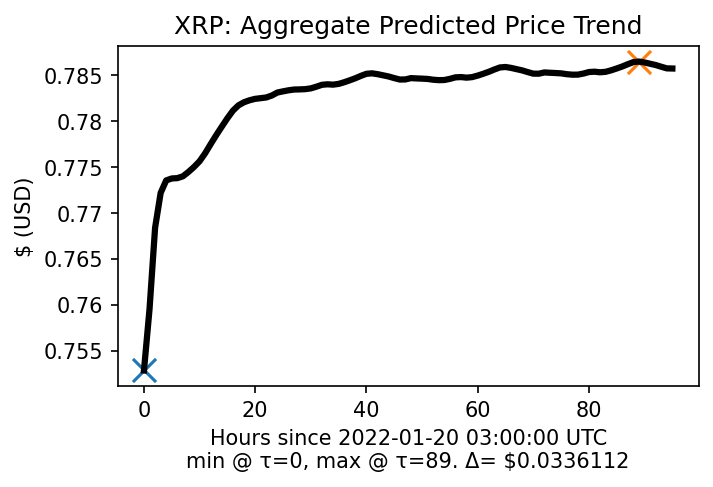 XRP: Aggregate Predicted Price Trend
$ (USD)
0.785
0.78
0.775
0.77
0.765
0.76
0.755
0 20 40 60 80
Hours since 2022-01-20 03:00:00 UTC
min @ τ=0, max @ τ=89. Δ= $0.0336112